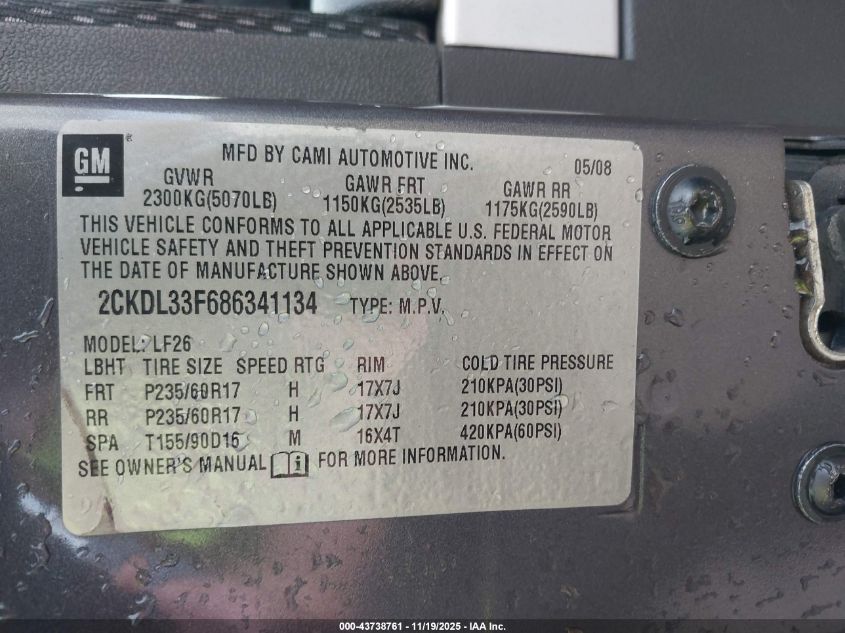 GM
MFD BY CAMI AUTOMOTIVE INC. 05/08
GVWR GAWR FRT GAWR RR
2300KG(5070LB) 1150KG(2535LB) 1175KG(2590LB)
THIS VEHICLE CONFORMS TO ALL APPLICABLE U.S. FEDERAL MOTOR
VEHICLE SAFETY AND THEFT PREVENTION STANDARDS IN EFFECT ON
THE DATE OF MANUFACTURE SHOWN ABOVE.
2CKDL33F686341134 TYPE: M.P.V.
MODEL: LF26
LBHT TIRE SIZE SPEED RTG RIM COLD TIRE PRESSURE
FRT P235/60R17 H 17X7J 210KPA(30PSI)
RR P235/60R17 H 17X7J 210KPA(30PSI)
SPA T155/90D16 M 16X4T 420KPA(60PSI)
SEE OWNER'S MANUAL FOR MORE INFORMATION.
000-43738761 - 11/19/2025 - IAA Inc.